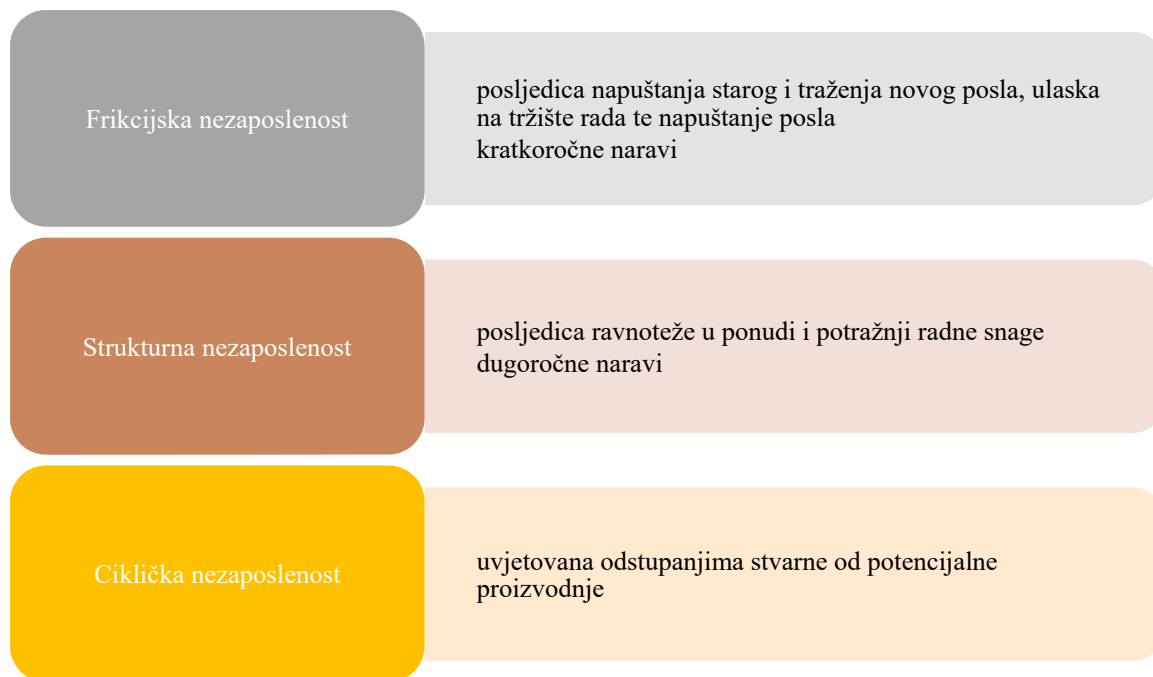 Frikcijska nezaposlenost
posljedica napuštanja starog i traženja novog posla, ulaska
na tržište rada te napuštanje posla
kratkoročne naravi
Strukturna nezaposlenost
posljedica ravnoteže u ponudi i potražnji radne snage
dugoročne naravi
Ciklička nezaposlenost
uvjetovana odstupanjima stvarne od potencijalne
proizvodnje